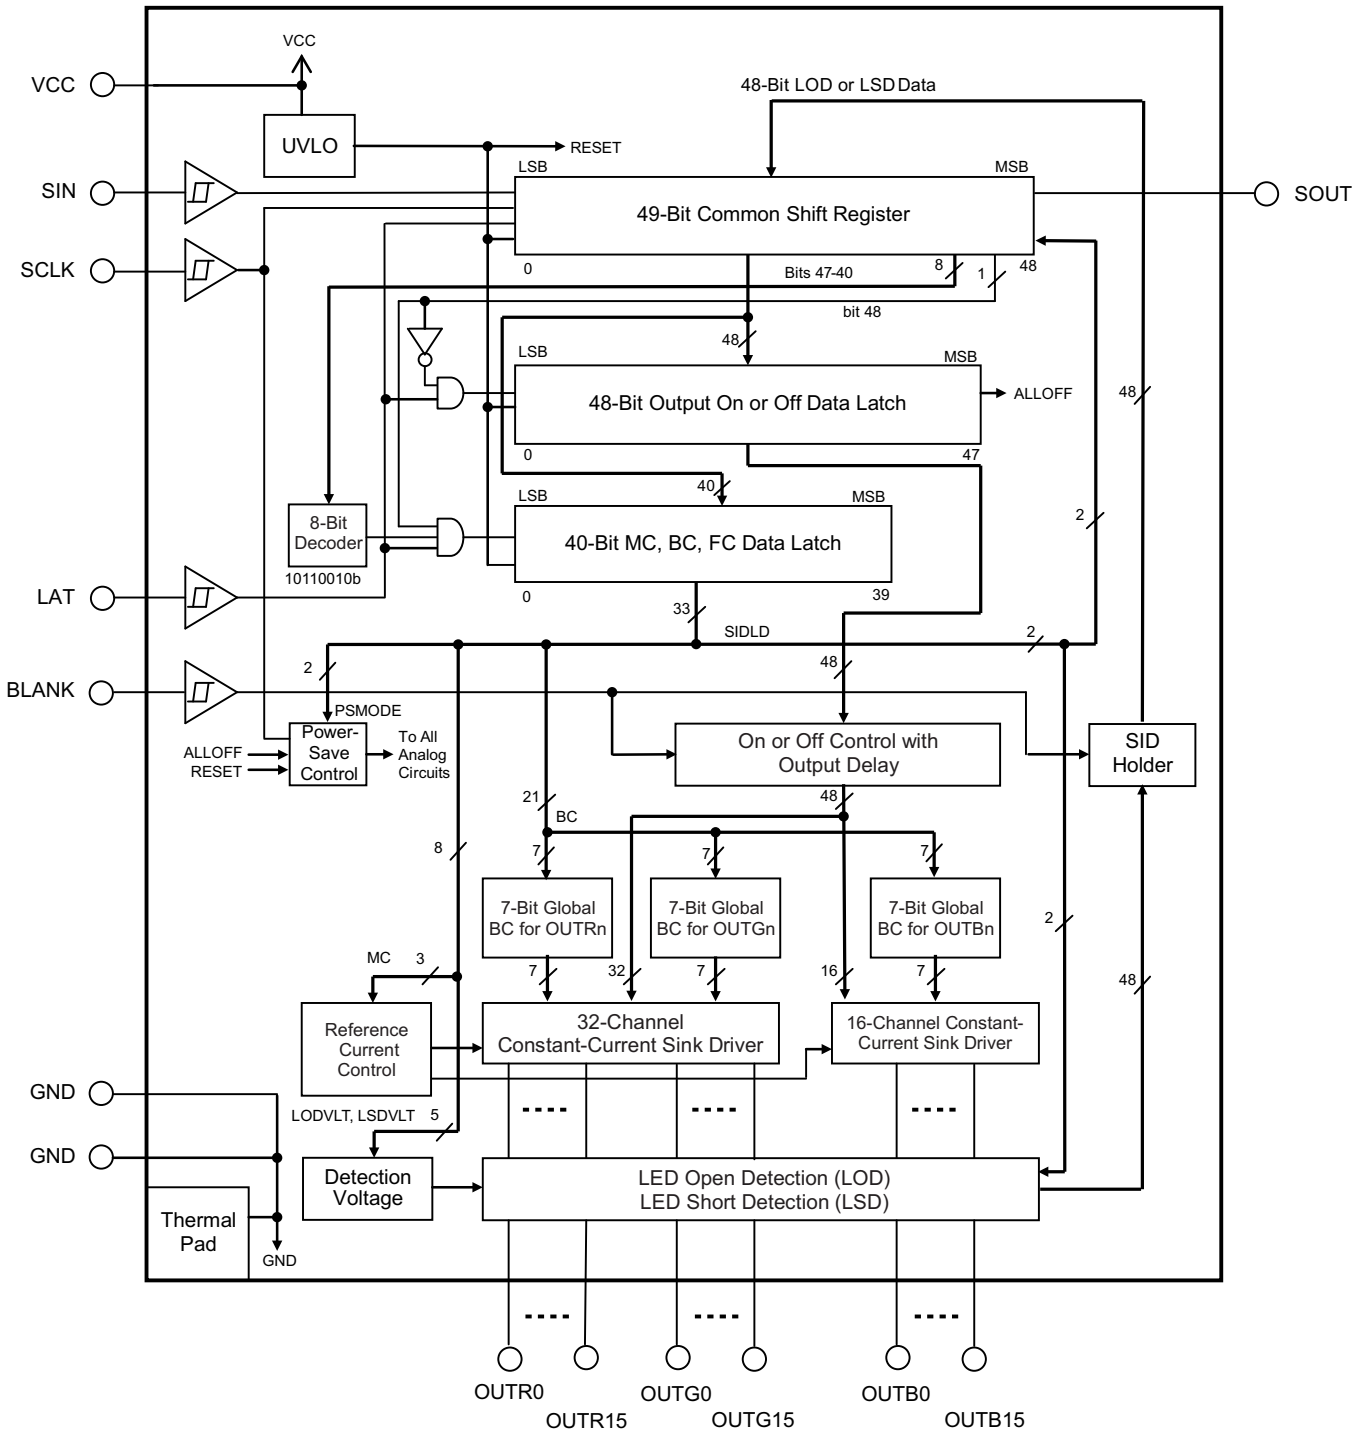 VCC
VCC
48-Bit LOD or LSD Data
UVLO
RESET
LSB
MSB
SIN
49-Bit Common Shift Register
SOUT
SCLK
0
Bits 47-40
8
1
48
bit 48
48
LSB
MSB
48-Bit Output On or Off Data Latch
ALLOFF
48
0
47
40
LSB
MSB
8-Bit
Decoder
10110010b
40-Bit MC, BC, FC Data Latch
2
LAT
0
39
33
SIDLD
2
2
48
BLANK
PSMODE
Power-
Save
Control
ALLOFF
RESET
To All
Analog
Circuits
On or Off Control with
Output Delay
SID
Holder
21
48
BC
8
7
7
7
7-Bit Global
BC for OUTRn
7-Bit Global
BC for OUTGn
7-Bit Global
BC for OUTBn
2
MC
3
7
32
7
16
7
48
Reference
Current
Control
32-Channel
Constant-Current Sink Driver
16-Channel Constant-
Current Sink Driver
GND
LODVLT, LSDVLT
5
GND
Detection
Voltage
LED Open Detection (LOD)
LED Short Detection (LSD)
Thermal
Pad
GND
OUTR0
OUTR15
OUTG0
OUTG15
OUTB0
OUTB15